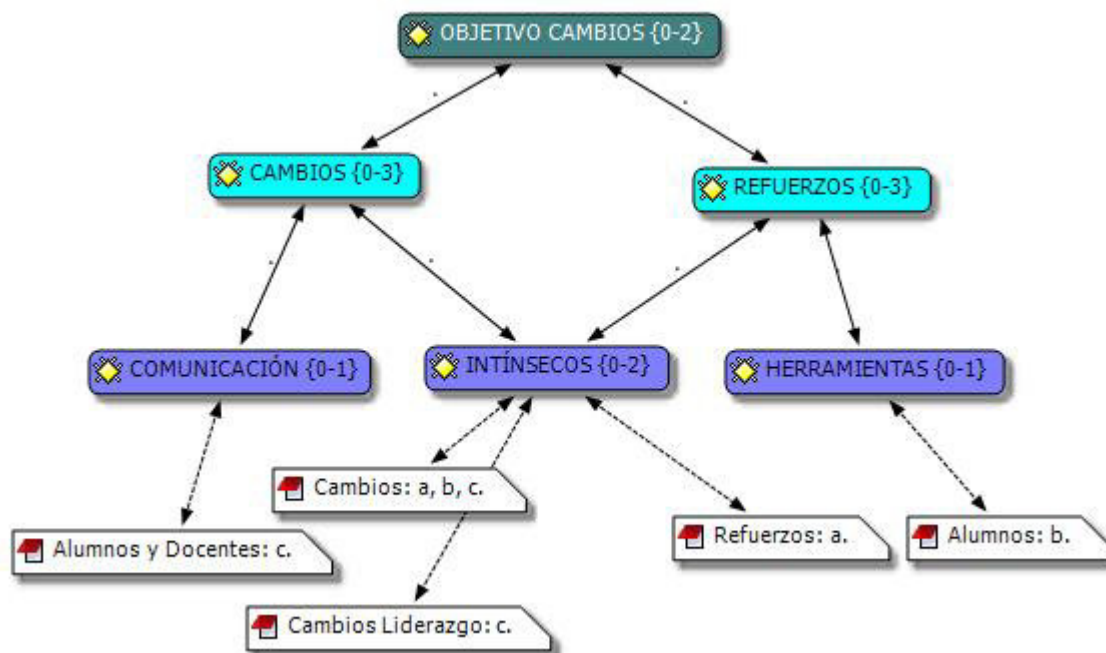 OBJETIVO CAMBIOS {0-2}
CAMBIOS {0-3}
REFUERZOS {0-3}
COMUNICACIÓN {0-1}
INTÍNSECOS {0-2}
HERRAMIENTAS {0-1}
Cambios: a, b, c.
Alumnos y Docentes: c.
Refuerzos: a.
Alumnos: b.
Cambios Liderazgo: c.